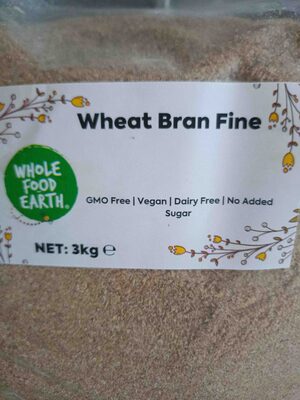 Wheat Bran Fine
WHOLE
FOOD
EARTH.
GMO Free | Vegan | Dairy Free | No Added
Sugar
NET: 3kg ℮